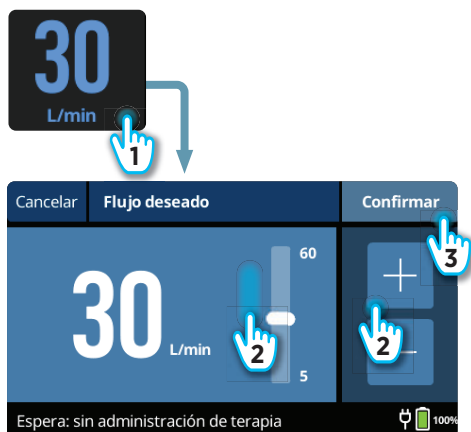 30
L/min
1
Cancelar
Flujo deseado
Confirmar
3
60
30
L/min
2
2
5
Espera: sin administración de terapia
100%